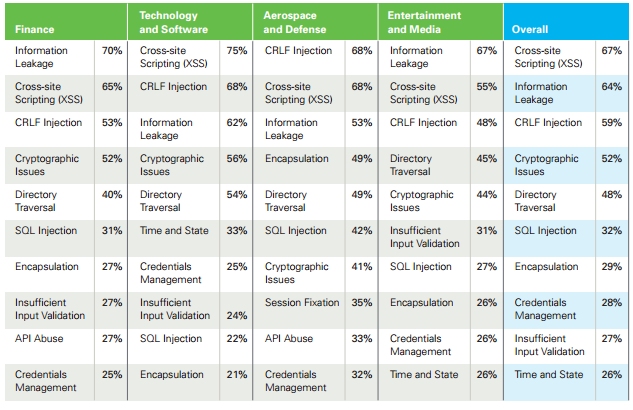 Finance
Technology
and Software
Aerospace
and Defense
Entertainment
and Media
Overall
Information
Leakage
70%
Cross-site
Scripting (XSS)
75%
CRLF Injection
68%
Information
Leakage
67%
Cross-site
Scripting (XSS)
67%
Cross-site
Scripting (XSS)
65%
CRLF Injection
68%
Cross-site
Scripting (XSS)
68%
Cross-site
Scripting (XSS)
55%
Information
Leakage
64%
CRLF Injection
53%
Information
Leakage
62%
Information
Leakage
53%
CRLF Injection
48%
CRLF Injection
59%
Cryptographic
Issues
52%
Cryptographic
Issues
56%
Encapsulation
49%
Directory
Traversal
45%
Cryptographic
Issues
52%
Directory
Traversal
40%
Directory
Traversal
54%
Directory
Traversal
49%
Cryptographic
Issues
44%
Directory
Traversal
48%
SQL Injection
31%
Time and State
33%
SQL Injection
42%
Insufficient
Input Validation
31%
SQL Injection
32%
Encapsulation
27%
Credentials
Management
25%
Cryptographic
Issues
41%
SQL Injection
27%
Encapsulation
29%
Insufficient
Input Validation
27%
Insufficient
Input Validation
24%
Session Fixation
35%
Encapsulation
26%
Credentials
Management
28%
API Abuse
27%
SQL Injection
22%
API Abuse
33%
Credentials
Management
26%
Insufficient
Input Validation
27%
Credentials
Management
25%
Encapsulation
21%
Credentials
Management
32%
Time and State
26%
Time and State
26%